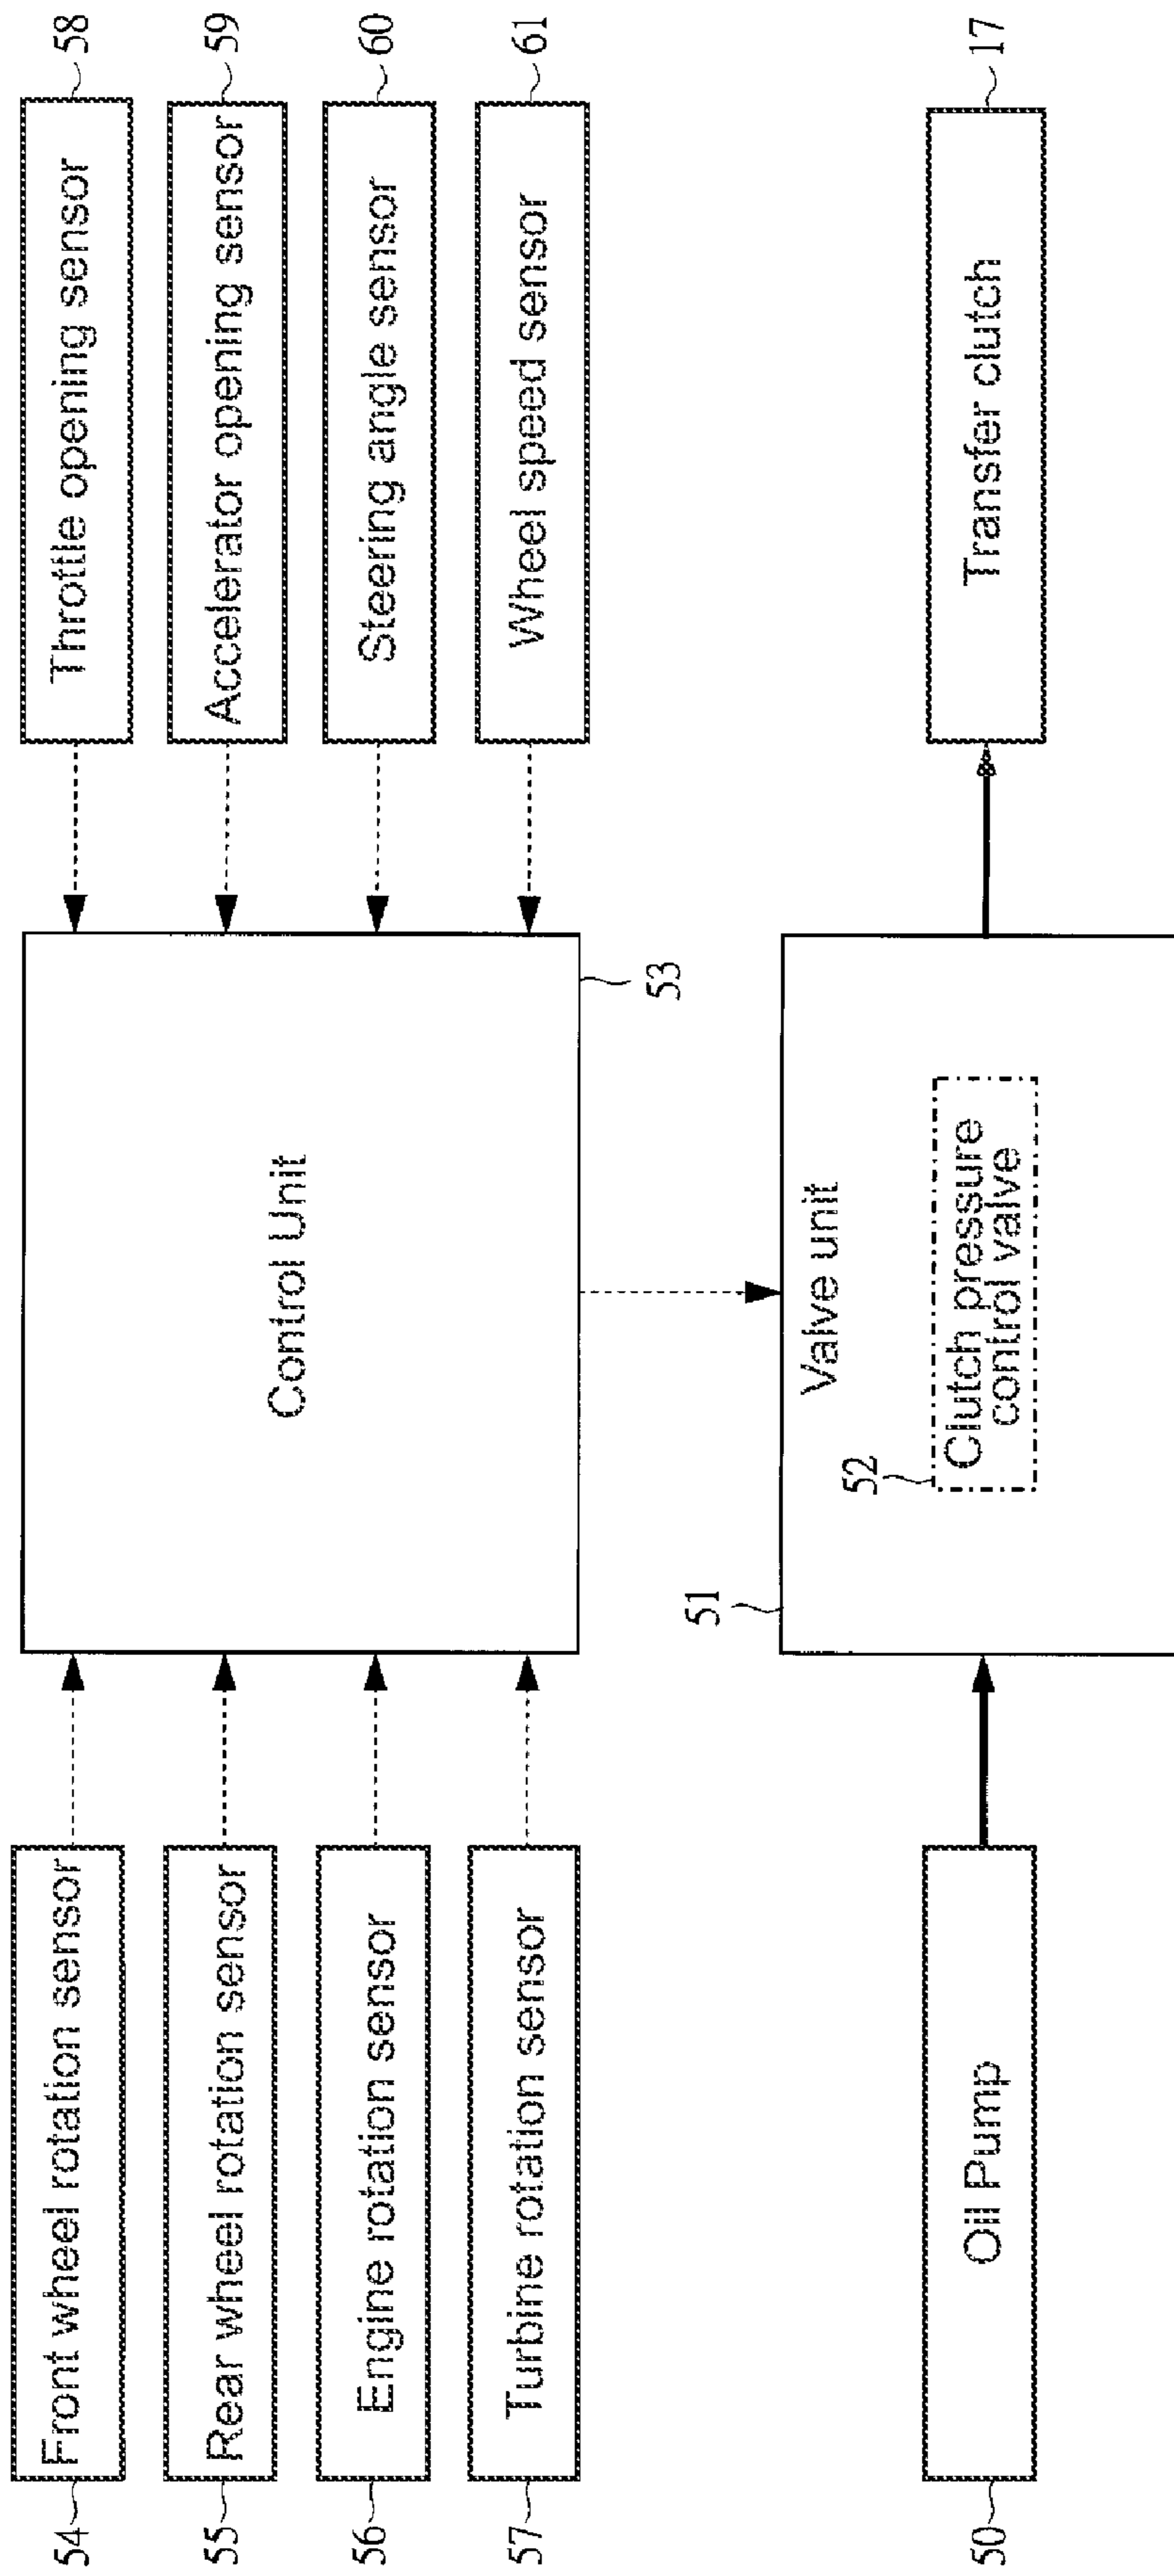 54
Front wheel rotation sensor
55
Rear wheel rotation sensor
56
Engine rotation sensor
57
Turbine rotation sensor
Control Unit
53
Throttle opening sensor
58
Accelerator opening sensor
59
Steering angle sensor
60
Wheel speed sensor
61
50
Oil Pump
51
Valve unit
52
Clutch pressure
control valve
Transfer clutch
17